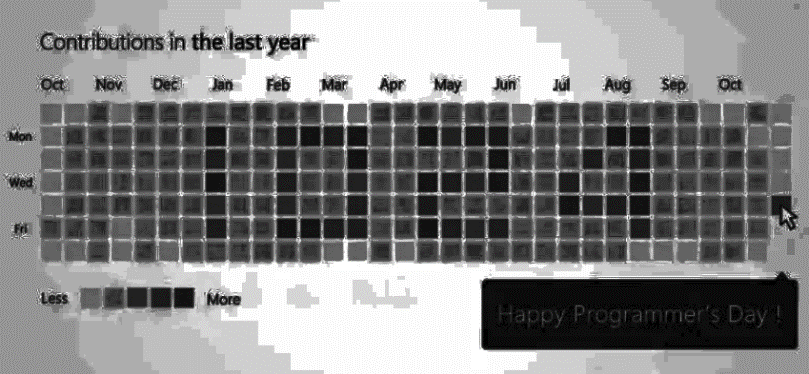 Contributions in the last year
Oct Nov Dec Jan Feb Mar Apr May Jun Jul Aug Sep Oct
Mon
1024
Wed
Fri
Less More
Happy Programmer's Day !